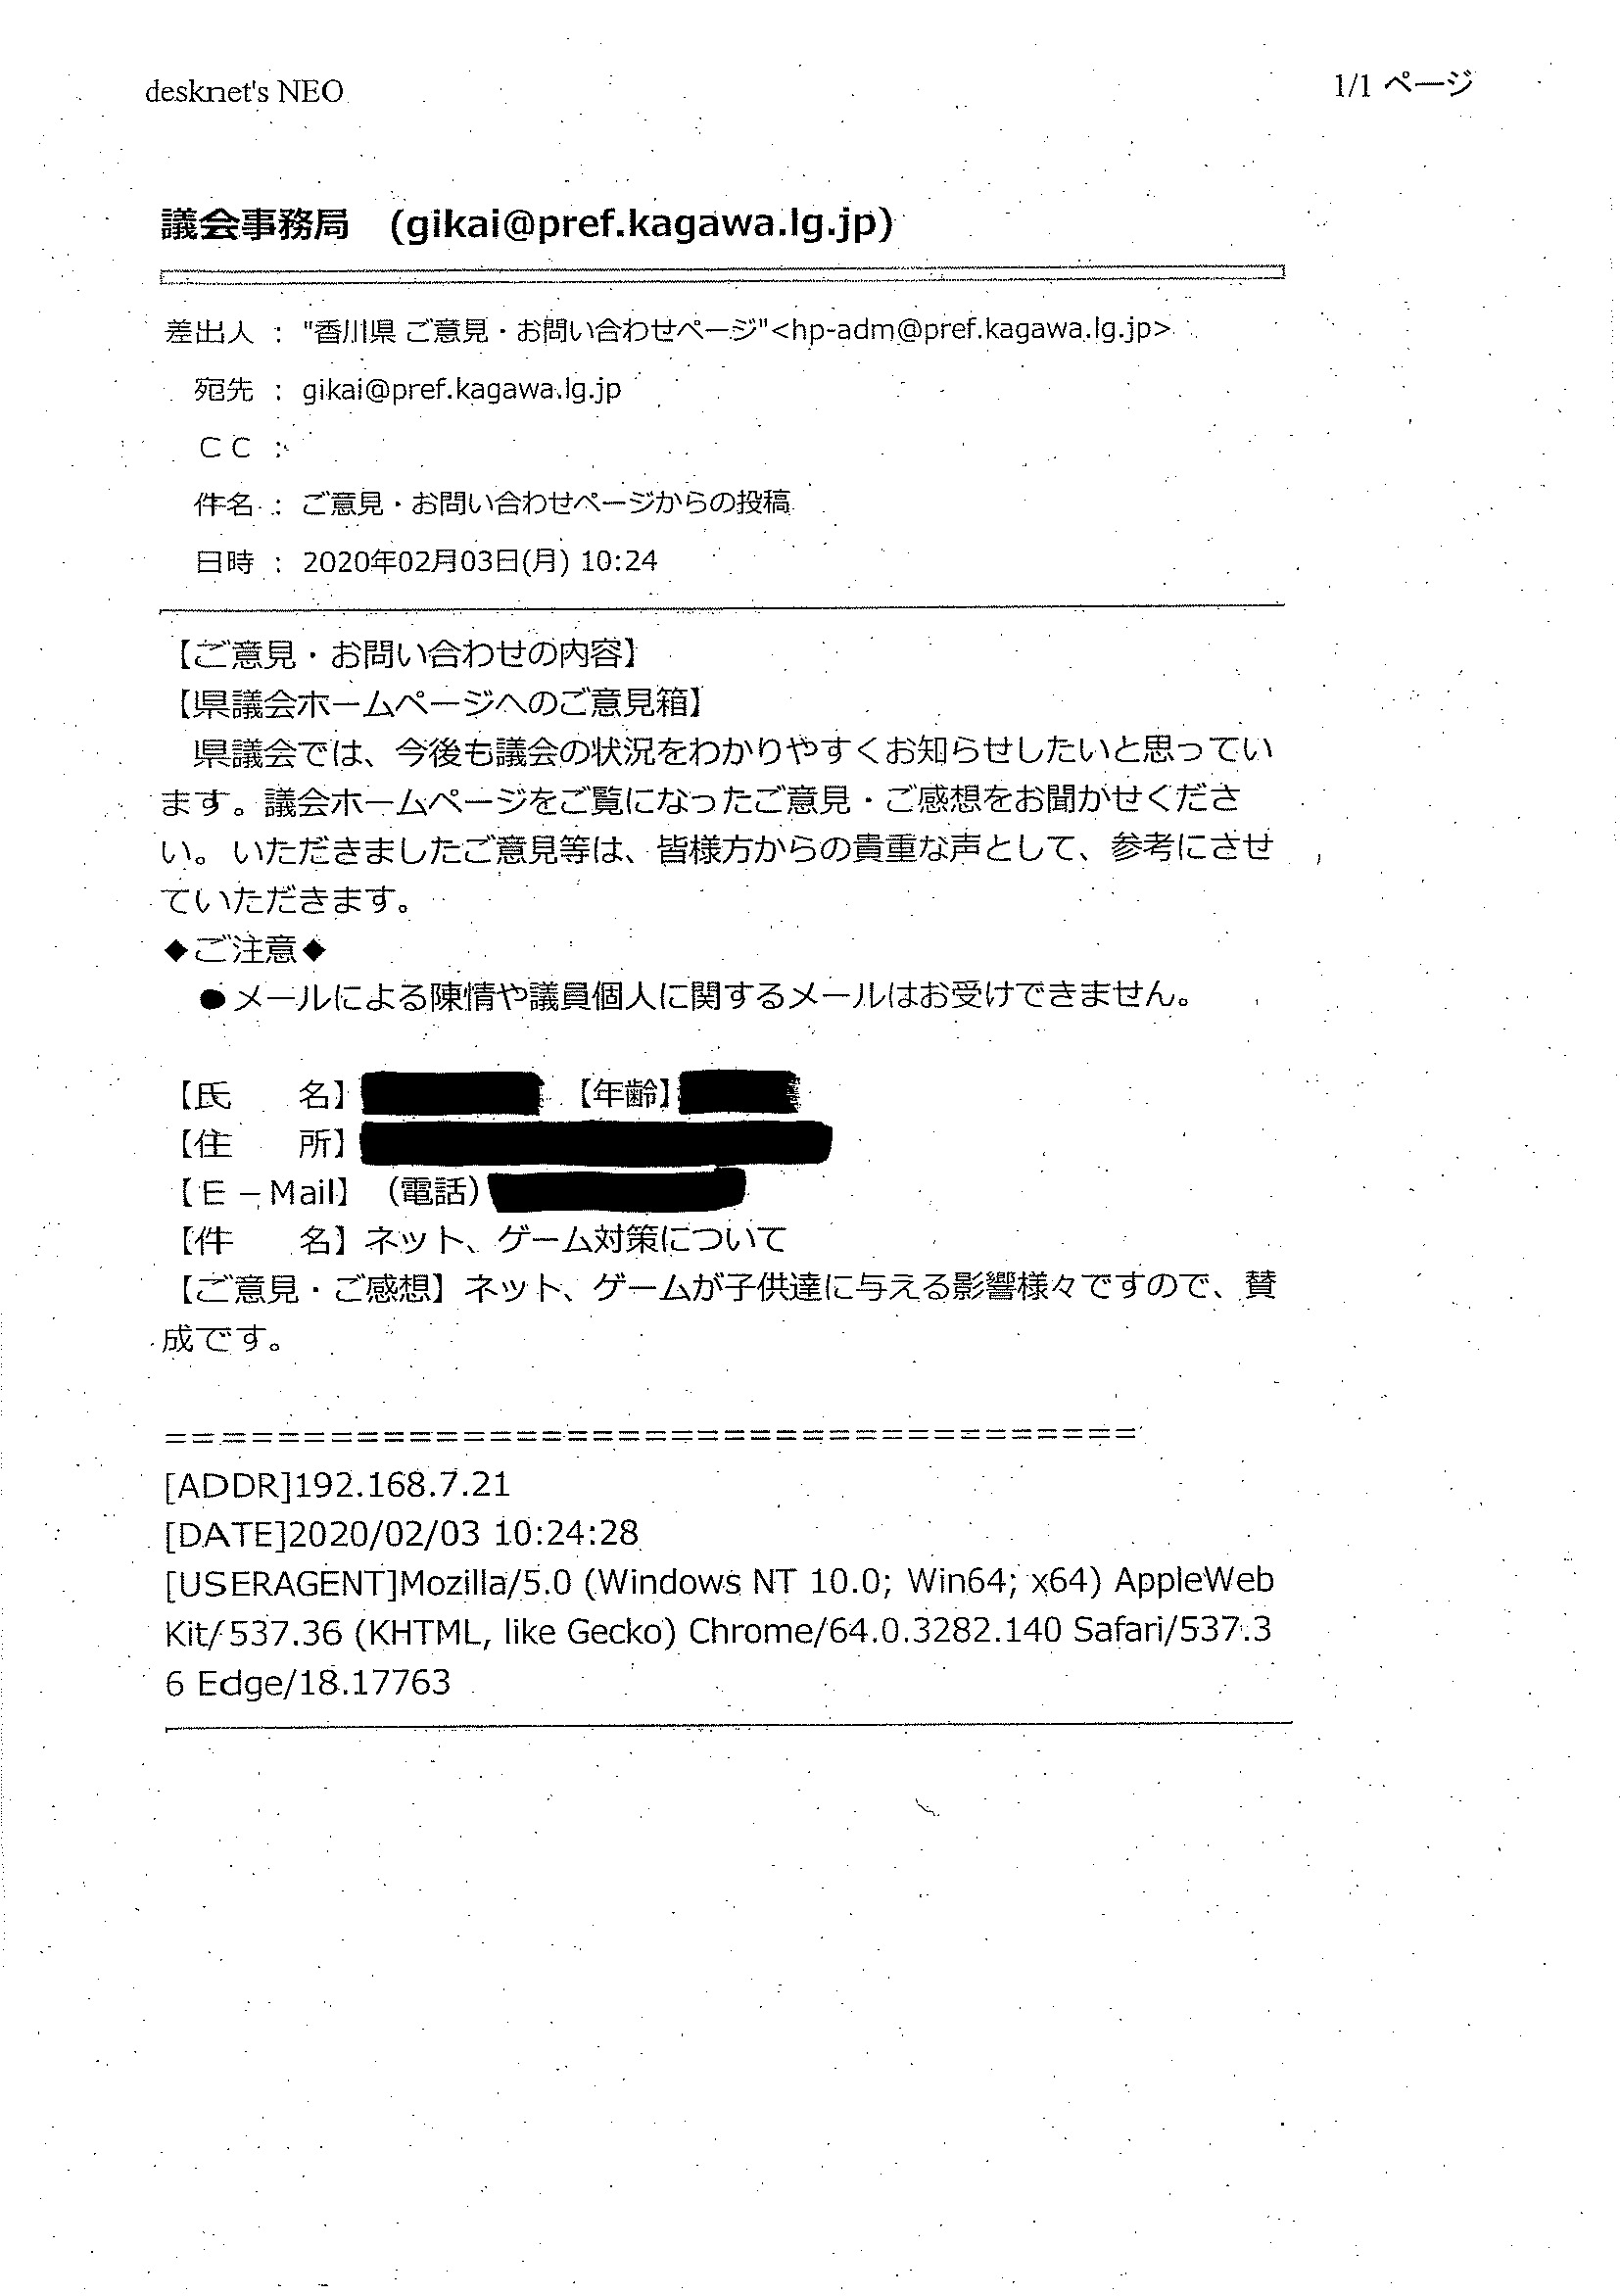 desknet's NEO
1/1 ページ
議会事務局 (gikai@pref.kagawa.lg.jp)
差出人 : "香川県 ご意見・お問い合わせページ"<hp-adm@pref.kagawa.lg.jp>
宛先 : gikai@pref.kagawa.lg.jp
ＣＣ :
件名 : ご意見・お問い合わせページからの投稿
日時 : 2020年02月03日(月) 10:24
【ご意見・お問い合わせの内容】
【県議会ホームページへのご意見箱】
　県議会では、今後も議会の状況をわかりやすくお知らせしたいと思ってい
ます。議会ホームページをご覧になったご意見・ご感想をお聞かせくださ
い。いただきましたご意見等は、皆様方からの貴重な声として、参考にさせ
ていただきます。
◆ご注意◆
　●メールによる陳情や議員個人に関するメールはお受けできません。
【氏　　名】 【年齢】
【住　　所】
【Ｅ－Mail】（電話）
【件　　名】ネット、ゲーム対策について
【ご意見・ご感想】ネット、ゲームが子供達に与える影響様々ですので、賛
成です。
======================================
[ADDR]192.168.7.21
[DATE]2020/02/03 10:24:28
[USERAGENT]Mozilla/5.0 (Windows NT 10.0; Win64; x64) AppleWeb
Kit/537.36 (KHTML, like Gecko) Chrome/64.0.3282.140 Safari/537.3
6 Edge/18.17763